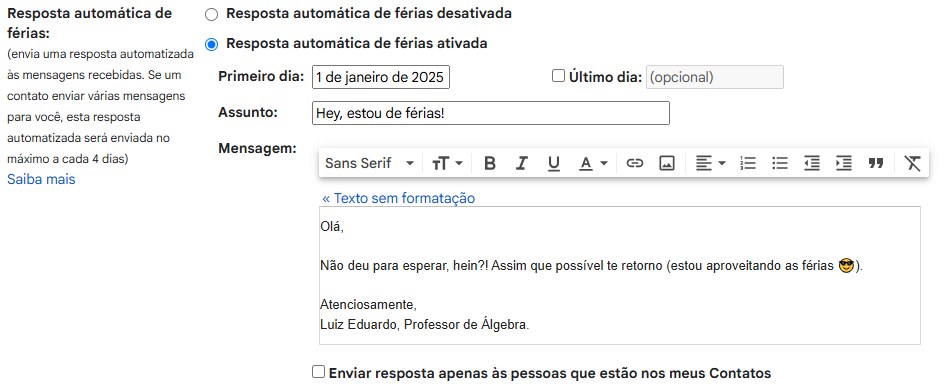 Resposta automática de férias:
(envia uma resposta automatizada às mensagens recebidas. Se um contato enviar várias mensagens para você, esta resposta automatizada será enviada no máximo a cada 4 dias)
Saiba mais
Resposta automática de férias desativada
Resposta automática de férias ativada
Primeiro dia: 1 de janeiro de 2025 Último dia: (opcional)
Assunto: Hey, estou de férias!
Mensagem:
Sans Serif
« Texto sem formatação
Olá,
Não deu para esperar, hein?! Assim que possível te retorno (estou aproveitando as férias 😎).
Atenciosamente,
Luiz Eduardo, Professor de Álgebra.
Enviar resposta apenas às pessoas que estão nos meus Contatos